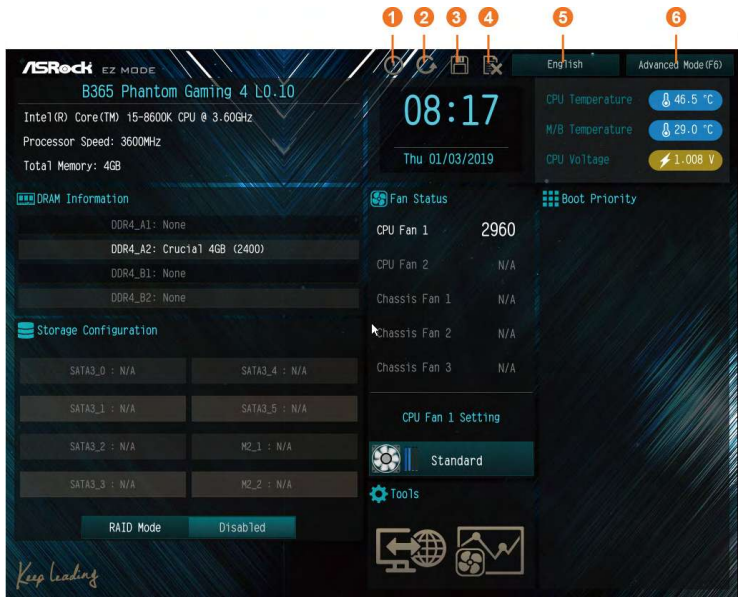 1 2 3 4 5 6
ASRock EZ MODE
English
Advanced Mode(F6)
B365 Phantom Gaming 4 L0.10
Intel(R) Core(TM) i5-8600K CPU @ 3.60GHz
Processor Speed: 3600MHz
Total Memory: 4GB
08:17
Thu 01/03/2019
CPU Temperature 46.5 °C
M/B Temperature 29.0 °C
CPU Voltage 1.008 V
DRAM Information
DDR4_A1: None
DDR4_A2: Crucial 4GB (2400)
DDR4_B1: None
DDR4_B2: None
Storage Configuration
SATA3_0 : N/A SATA3_4 : N/A
SATA3_1 : N/A SATA3_5 : N/A
SATA3_2 : N/A M2_1 : N/A
SATA3_3 : N/A M2_2 : N/A
RAID Mode Disabled
Keep Leading
Fan Status
CPU Fan 1 2960
CPU Fan 2 N/A
Chassis Fan 1 N/A
Chassis Fan 2 N/A
Chassis Fan 3 N/A
CPU Fan 1 Setting
Standard
Tools
Boot Priority